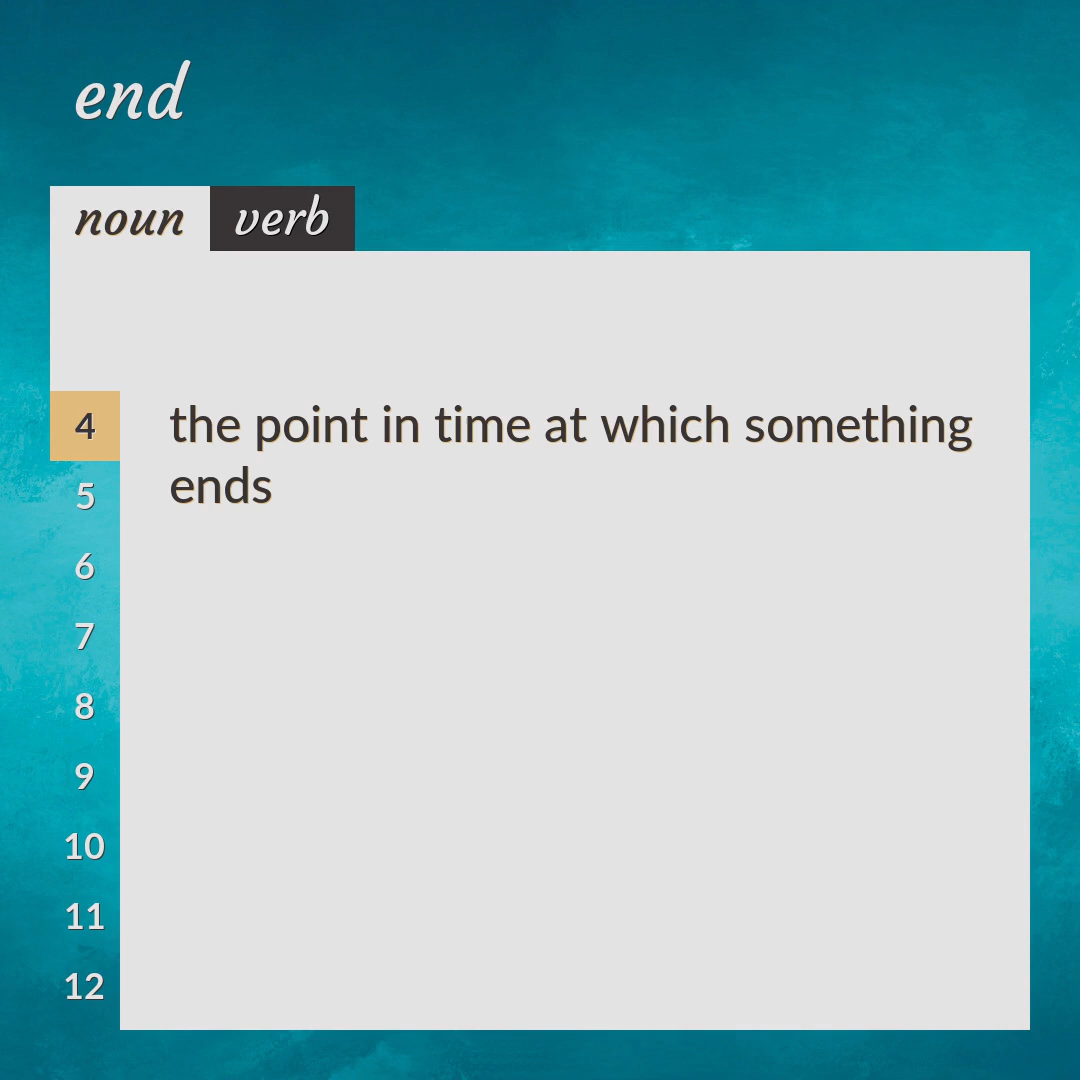 end
noun verb
4 the point in time at which something
ends
5
6
7
8
9
10
11
12